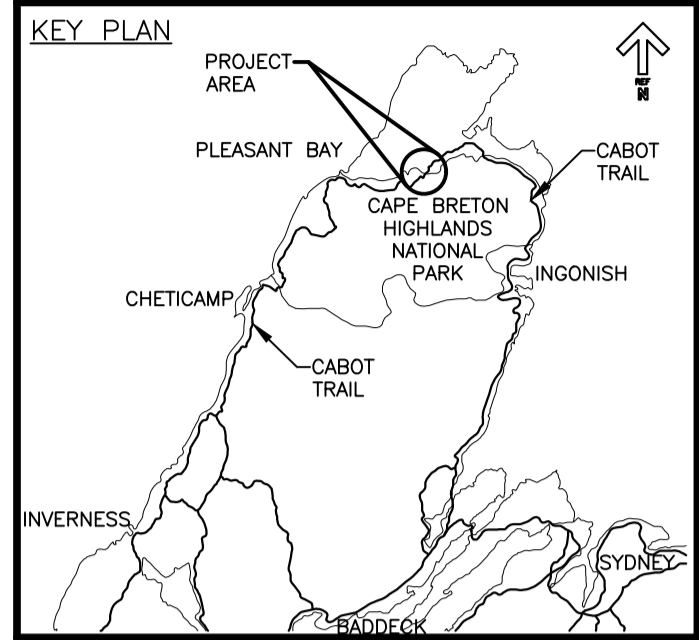 KEY PLAN
PROJECT
AREA
REF
N
PLEASANT BAY
CABOT
TRAIL
CAPE BRETON
HIGHLANDS
NATIONAL
PARK
INGONISH
CHETICAMP
CABOT
TRAIL
INVERNESS
SYDNEY
BADDECK